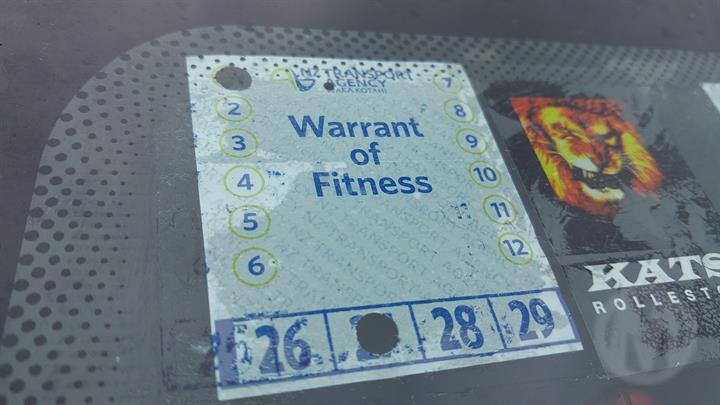 NZ TRANSPORT
AGENCY
WAKA KOTAHI
Warrant
of
Fitness
2
3
4
5
6
7
8
9
10
11
12
26
28
29
KATS
ROLLEST